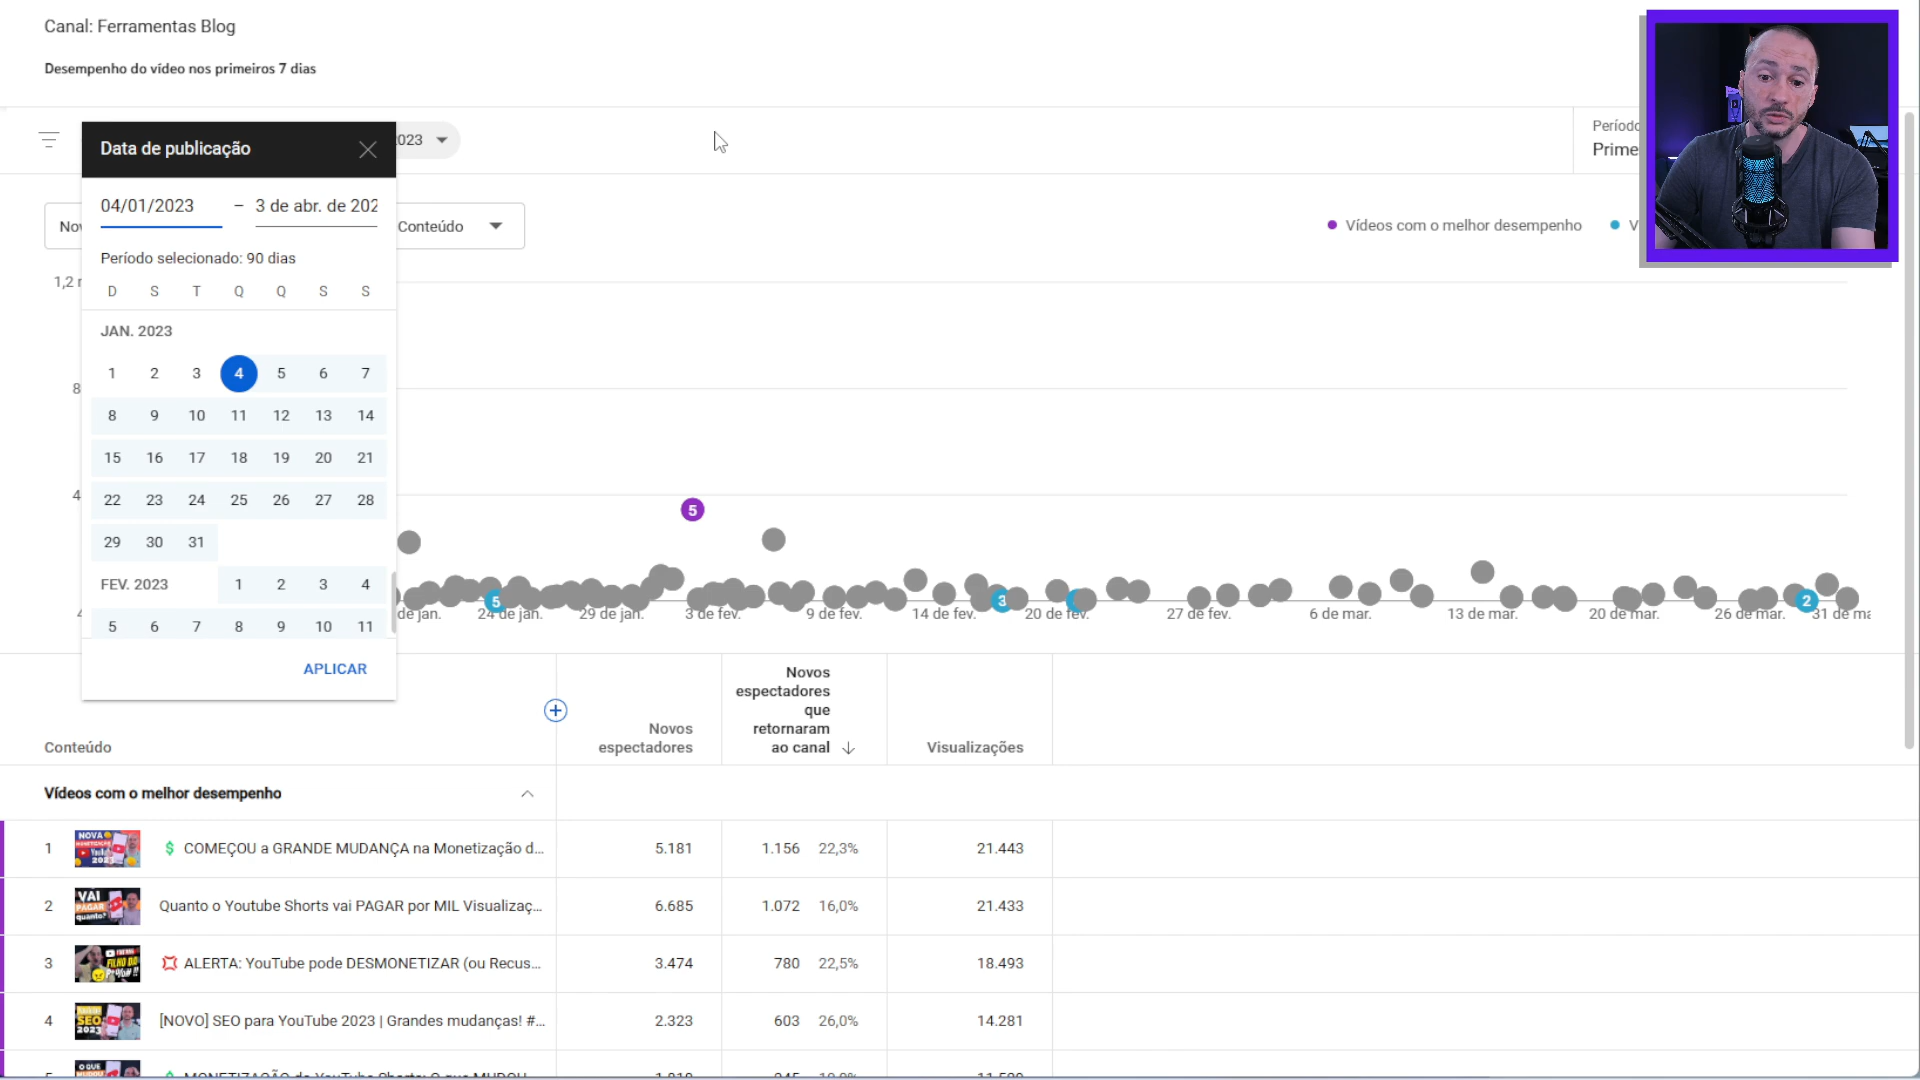 Canal: Ferramentas Blog
Desempenho do vídeo nos primeiros 7 dias
Data de publicação
2023
Período
Prime
04/01/2023 – 3 de abr. de 202
Conteúdo
Vídeos com o melhor desempenho
V
Período selecionado: 90 dias
D S T Q Q S S
JAN. 2023
1 2 3 4 5 6 7
8 9 10 11 12 13 14
15 16 17 18 19 20 21
22 23 24 25 26 27 28
29 30 31
FEV. 2023 1 2 3 4
5 6 7 8 9 10 11
APLICAR
1,2
8
4
5
5
3
2
de jan. 24 de jan. 29 de jan. 3 de fev. 9 de fev. 14 de fev. 20 de fev. 27 de fev. 6 de mar. 13 de mar. 20 de mar. 26 de mar. 31 de
Conteúdo
Novos
espectadores
Novos
espectadores
que
retornaram
ao canal
Visualizações
Vídeos com o melhor desempenho
1 COMEÇOU a GRANDE MUDANÇA na Monetização d... 5.181 1.156 22,3% 21.443
2 Quanto o Youtube Shorts vai PAGAR por MIL Visualizaç... 6.685 1.072 16,0% 21.433
3 ALERTA: YouTube pode DESMONETIZAR (ou Recus... 3.474 780 22,5% 18.493
4 [NOVO] SEO para YouTube 2023 | Grandes mudanças! #... 2.323 603 26,0% 14.281